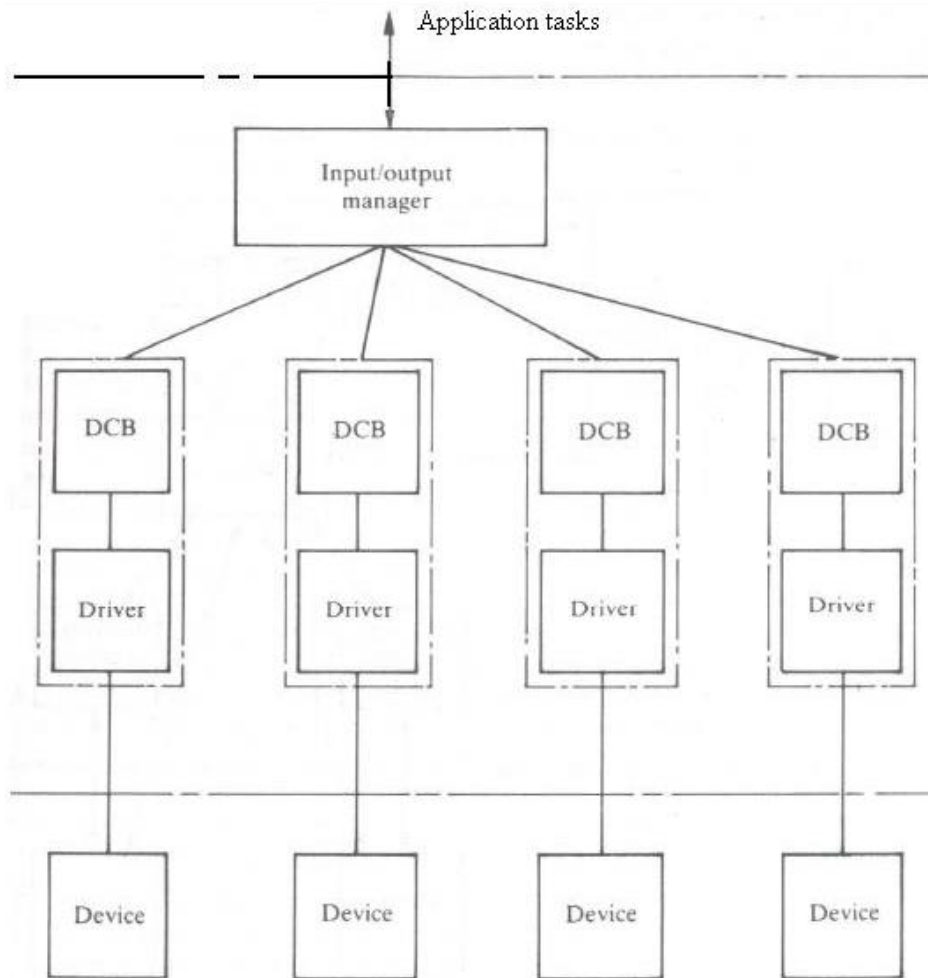 Application tasks
Input/output
manager
DCB
DCB
DCB
DCB
Driver
Driver
Driver
Driver
Device
Device
Device
Device